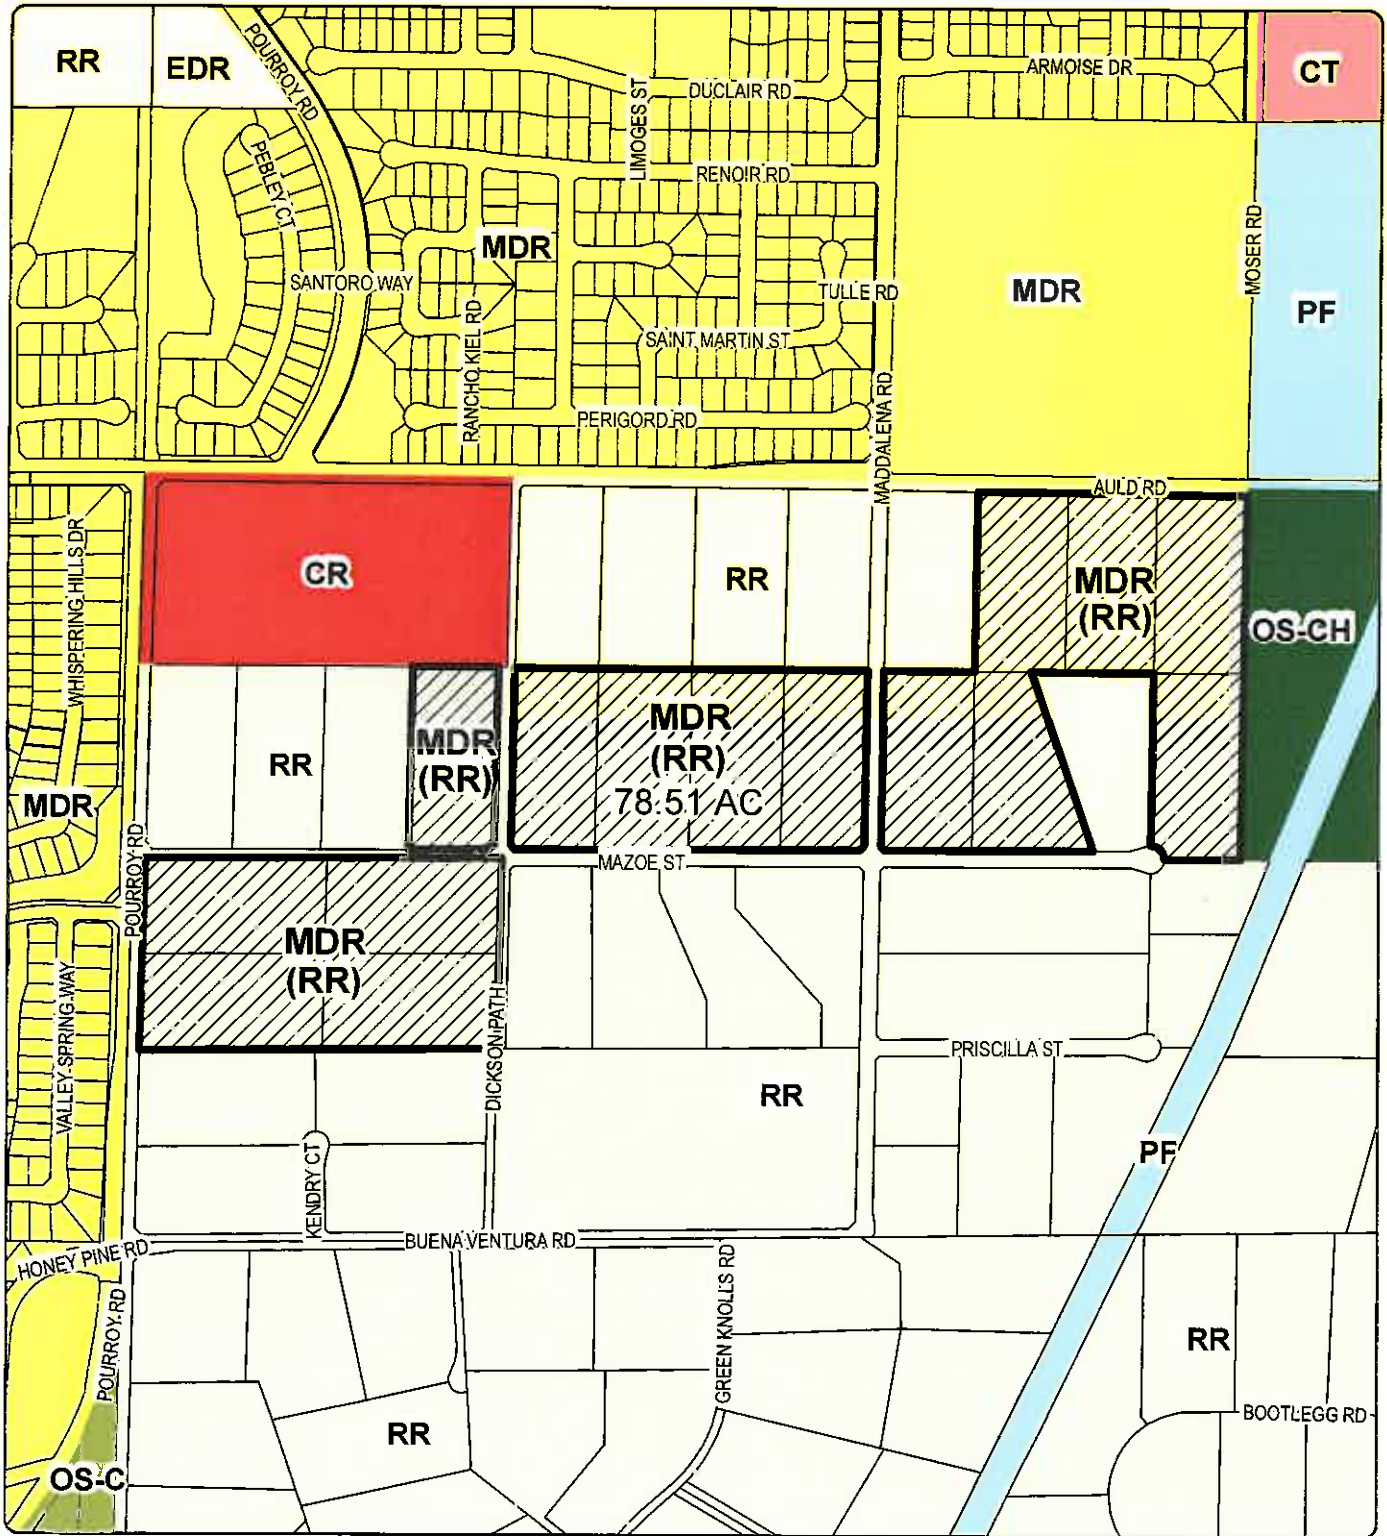 RR
EDR
POURROY RD
CT
ARMOISE DR
DUCLAIR RD
LIMOGES ST
PEBLEY CT
RENOIR RD
MDR
MOSER RD
SANTORO WAY
TULLE RD
MDR
PF
RANCHO KIEL RD
SAINT MARTIN ST
PERIGORD RD
MADDALENA RD
AULD RD
WHISPERING HILLS DR
CR
RR
MDR
(RR)
OS-CH
MDR
(RR)
78.51 AC
MDR
(RR)
RR
MDR
POURROY RD
MAZOE ST
MDR
(RR)
VALLEY SPRING WAY
DICKSON PATH
PRISCILLA ST
RR
PF
KENDRY CT
BUENA VENTURA RD
HONEY PINE RD
GREEN KNOLLS RD
POURROY RD
RR
BOOTLEGG RD
RR
OS-C